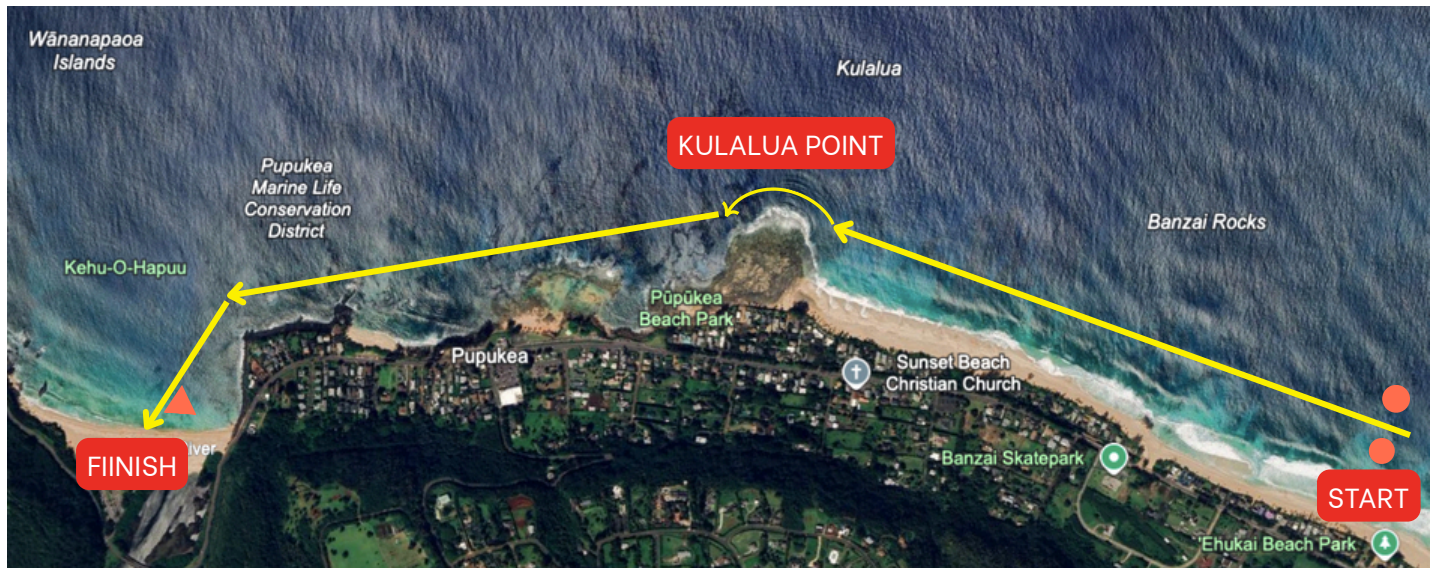 Wānanapaoa
Islands
Kulalua
KULALUA POINT
Pupukea
Marine Life
Conservation
District
Banzai Rocks
Kehu-O-Hapuu
Pūpūkea
Beach Park
Pupukea
Sunset Beach
Christian Church
iver
FIINISH
Banzai Skatepark
START
'Ehukai Beach Park